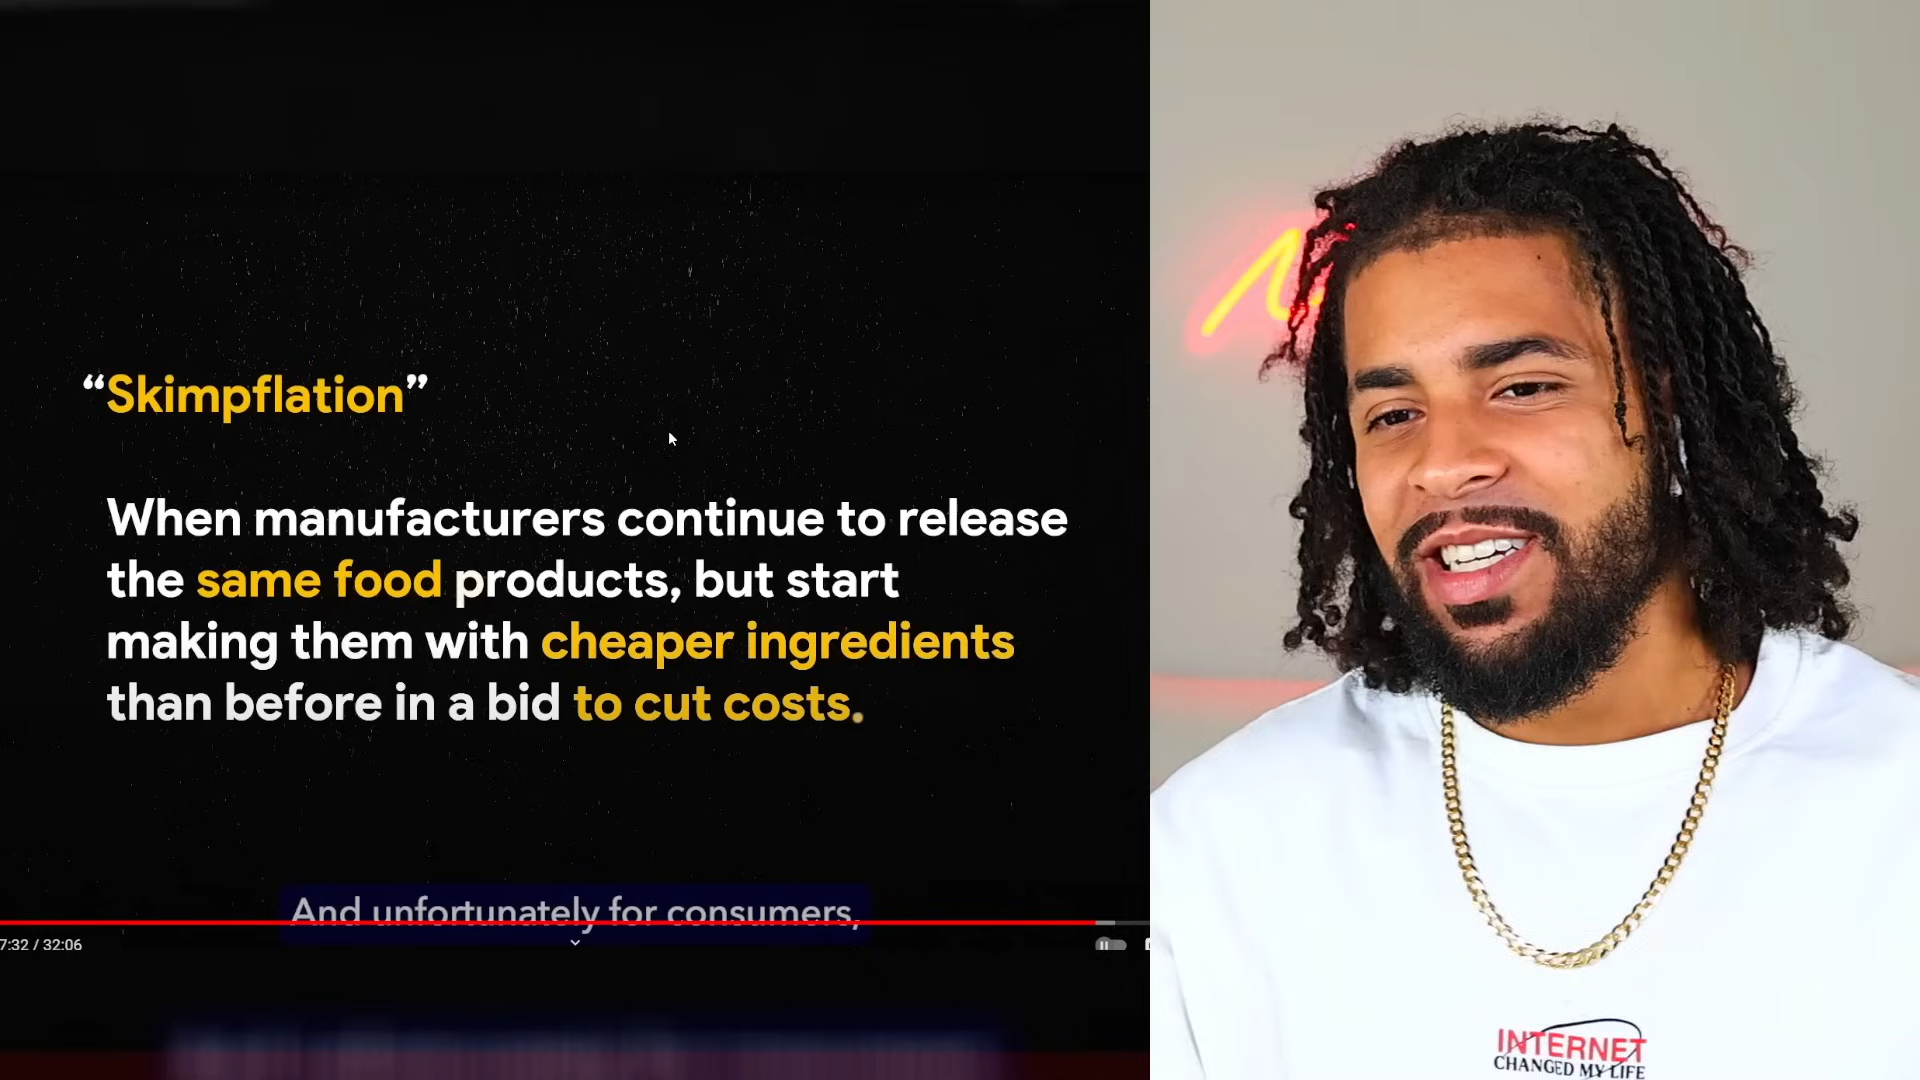 “Skimpflation”
When manufacturers continue to release
the same food products, but start
making them with cheaper ingredients
than before in a bid to cut costs.
And unfortunately for consumers,
7:32 / 32:06
INTERNET
CHANGED MY LIFE